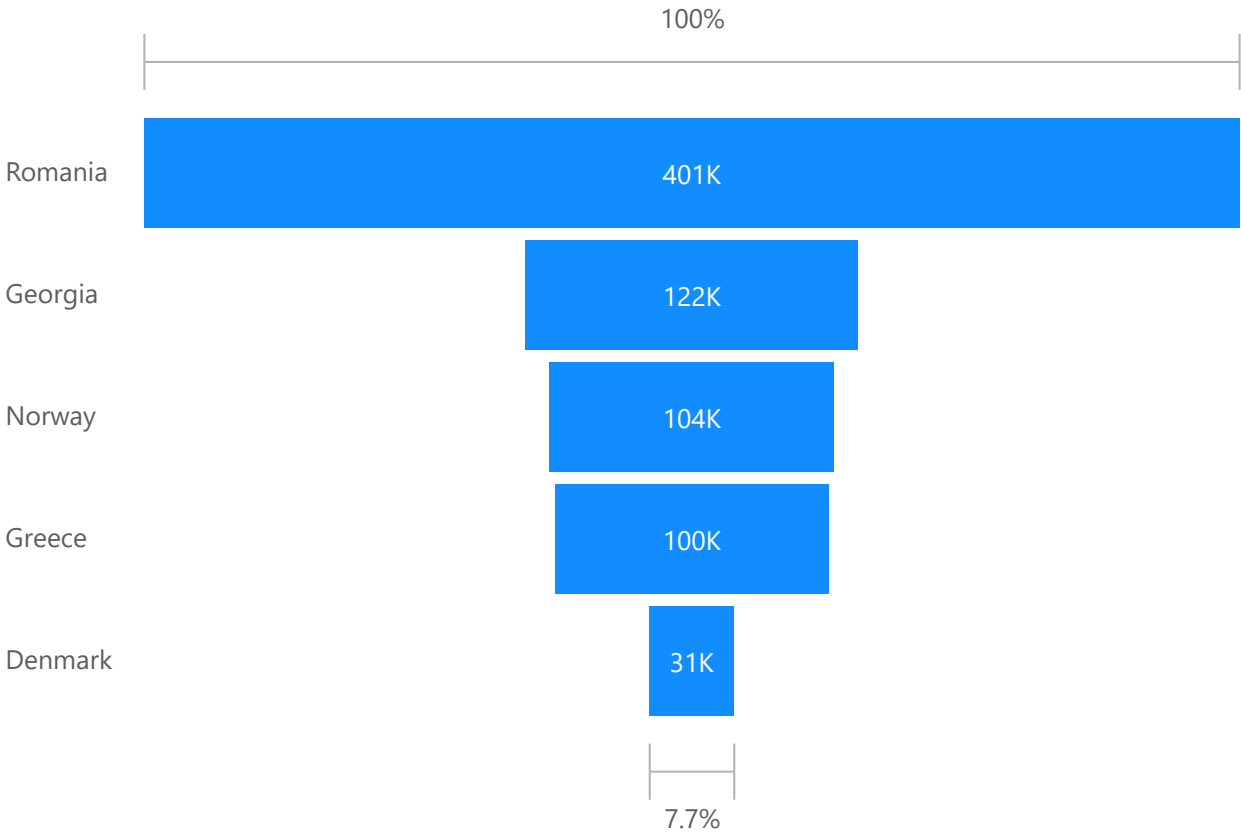 100%
Romania 401K
Georgia 122K
Norway 104K
Greece 100K
Denmark 31K
7.7%